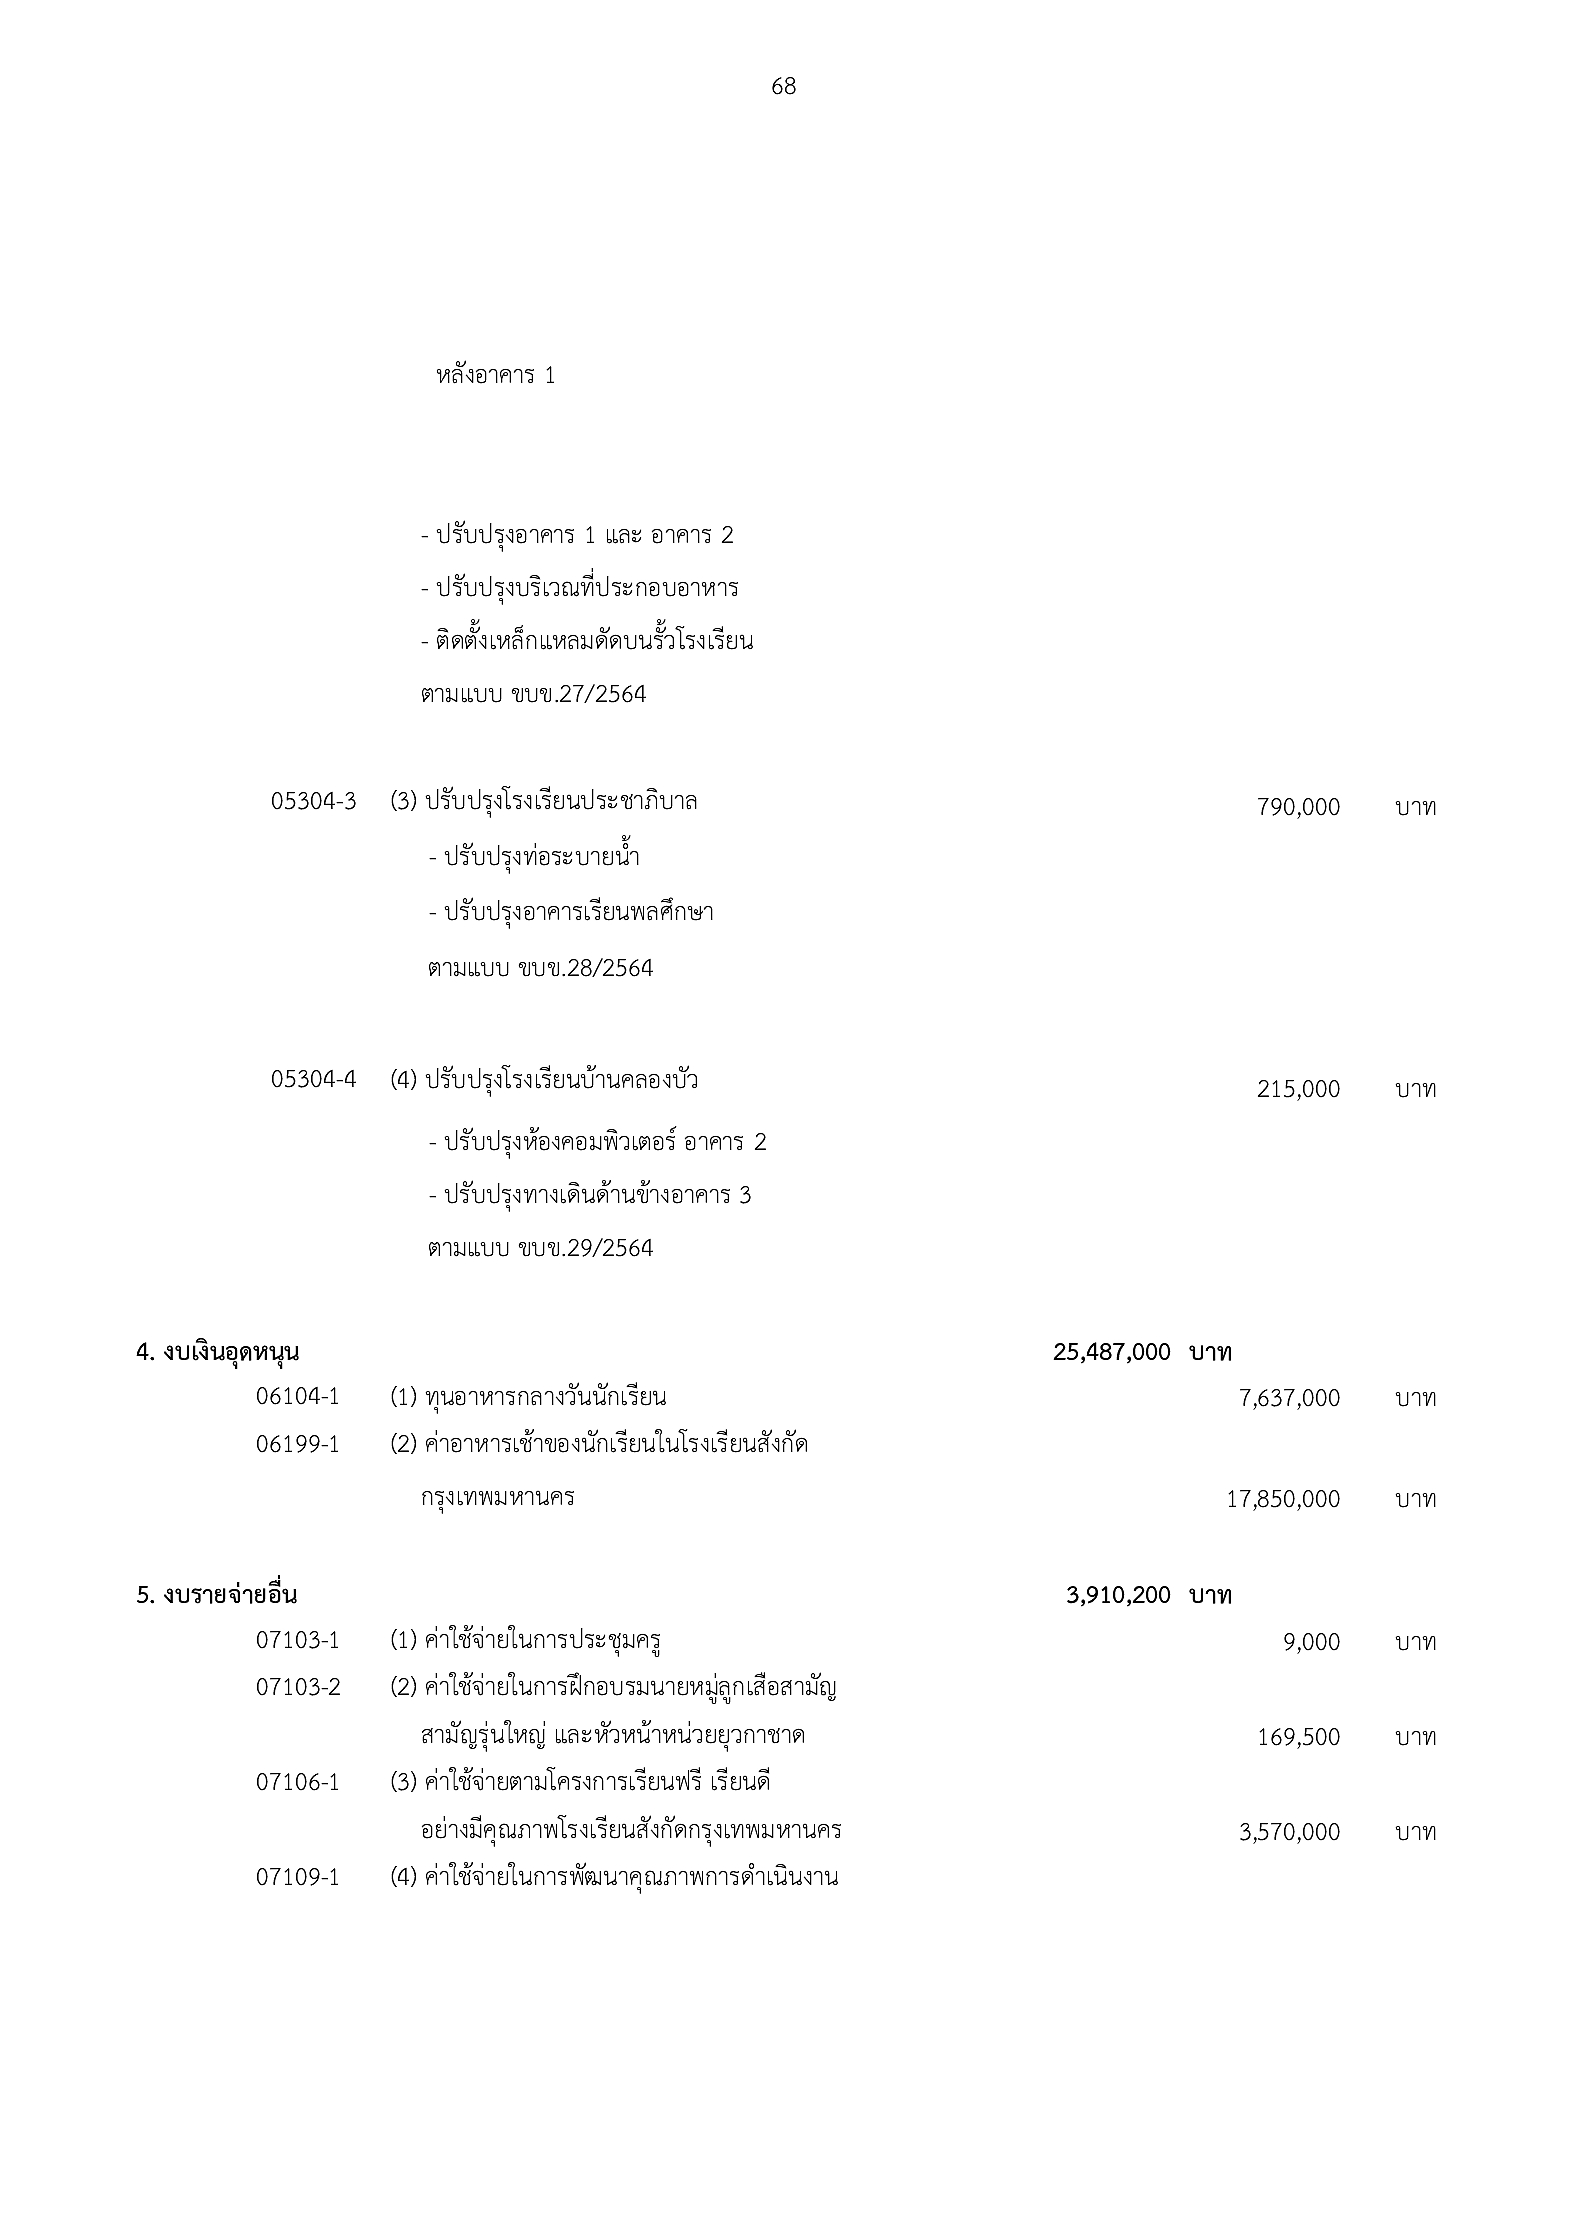 68
หลังอาคาร 1
- ปรับปรุงอาคาร 1 และ อาคาร 2
- ปรับปรุงบริเวณที่ประกอบอาหาร
- ติดตั้งเหล็กแหลมดัดบนรั้วโรงเรียน
ตามแบบ ขบข.27/2564
05304-3 (3) ปรับปรุงโรงเรียนประชาภิบาล 790,000 บาท
- ปรับปรุงท่อระบายน้ำ
- ปรับปรุงอาคารเรียนพลศึกษา
ตามแบบ ขบข.28/2564
05304-4 (4) ปรับปรุงโรงเรียนบ้านคลองบัว 215,000 บาท
- ปรับปรุงห้องคอมพิวเตอร์ อาคาร 2
- ปรับปรุงทางเดินด้านข้างอาคาร 3
ตามแบบ ขบข.29/2564
4. งบเงินอุดหนุน 25,487,000 บาท
06104-1 (1) ทุนอาหารกลางวันนักเรียน 7,637,000 บาท
06199-1 (2) ค่าอาหารเช้าของนักเรียนในโรงเรียนสังกัด
กรุงเทพมหานคร 17,850,000 บาท
5. งบรายจ่ายอื่น 3,910,200 บาท
07103-1 (1) ค่าใช้จ่ายในการประชุมครู 9,000 บาท
07103-2 (2) ค่าใช้จ่ายในการฝึกอบรมนายหมู่ลูกเสือสามัญ
สามัญรุ่นใหญ่ และหัวหน้าหน่วยยุวกาชาด 169,500 บาท
07106-1 (3) ค่าใช้จ่ายตามโครงการเรียนฟรี เรียนดี
อย่างมีคุณภาพโรงเรียนสังกัดกรุงเทพมหานคร 3,570,000 บาท
07109-1 (4) ค่าใช้จ่ายในการพัฒนาคุณภาพการดำเนินงาน